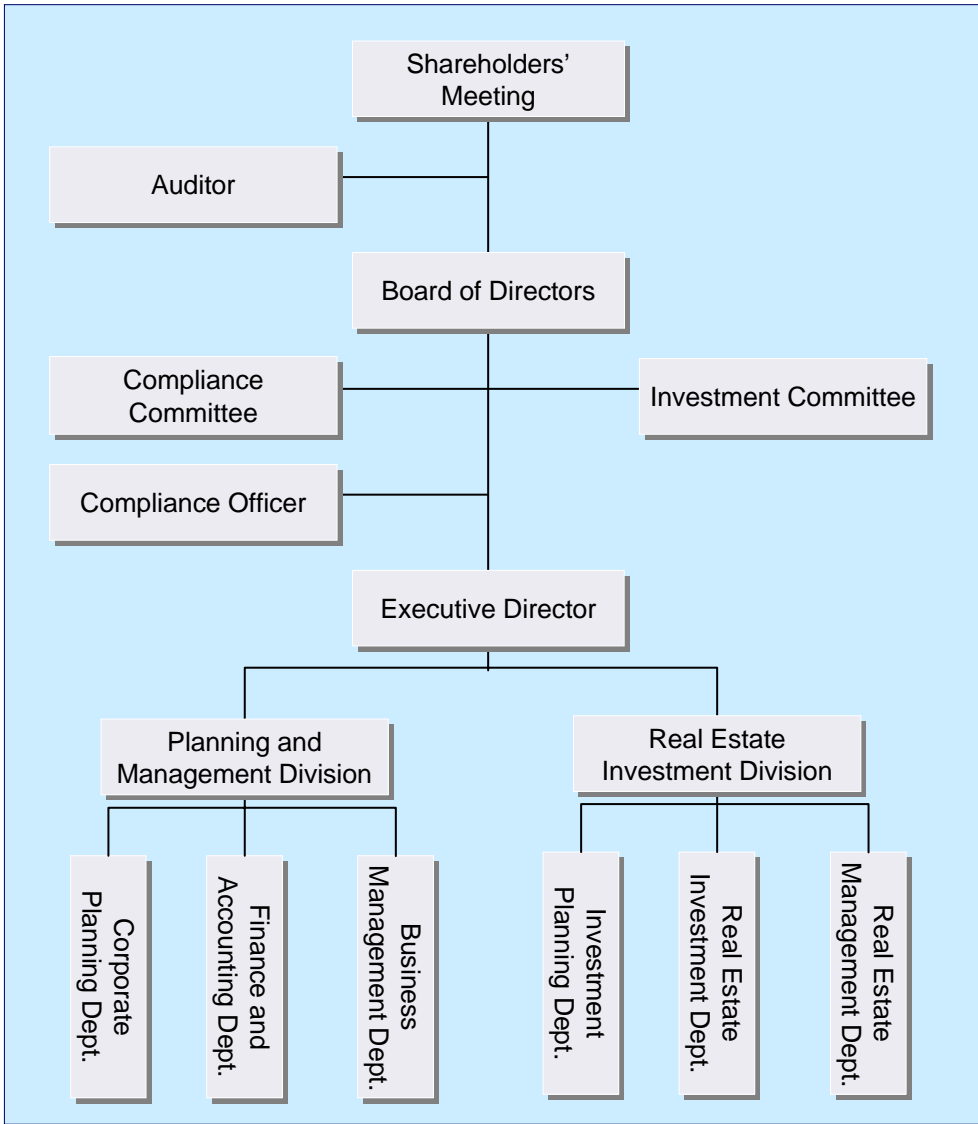 Shareholders’
Meeting
Auditor
Board of Directors
Compliance
Committee
Investment Committee
Compliance Officer
Executive Director
Planning and
Management Division
Real Estate
Investment Division
Corporate
Planning Dept.
Finance and
Accounting Dept.
Business
Management Dept.
Investment
Planning Dept.
Real Estate
Investment Dept.
Real Estate
Management Dept.